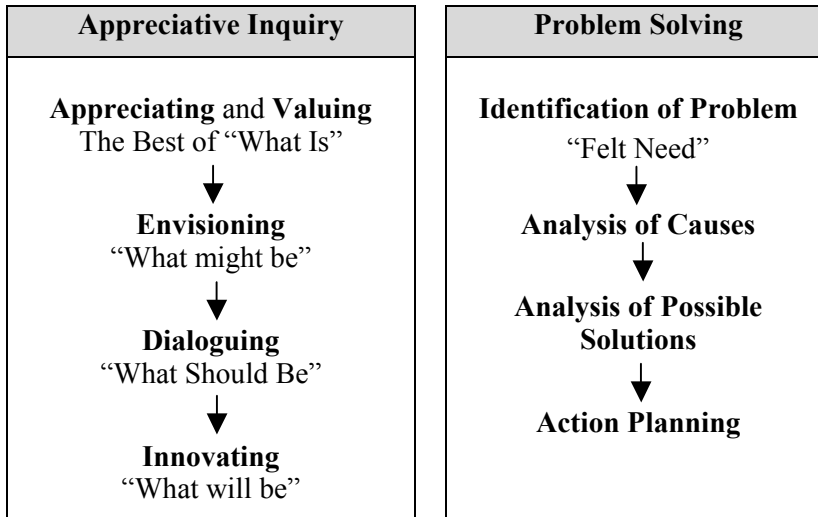 Appreciative Inquiry
Appreciating and Valuing
The Best of “What Is”
Envisioning
“What might be”
Dialoguing
“What Should Be”
Innovating
“What will be”
Problem Solving
Identification of Problem
“Felt Need”
Analysis of Causes
Analysis of Possible
Solutions
Action Planning